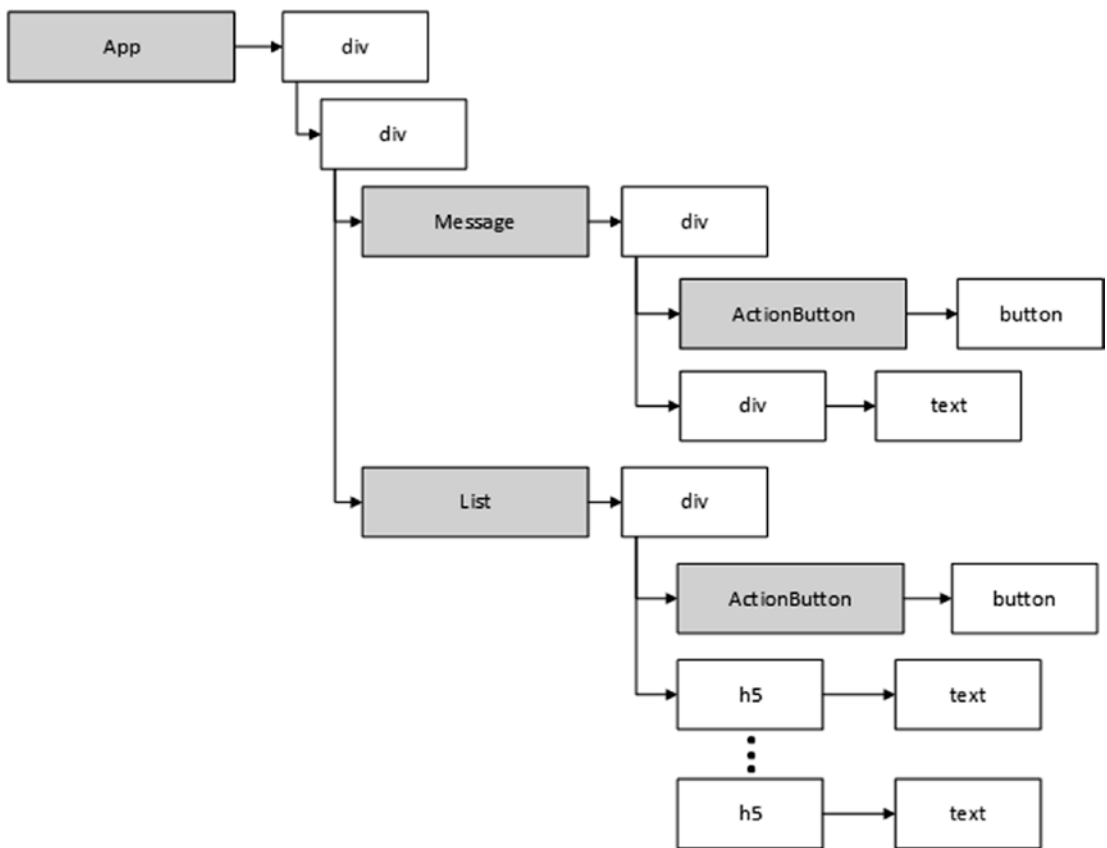 App
div
div
Message
div
ActionButton
button
div
text
List
div
ActionButton
button
h5
text
h5
text